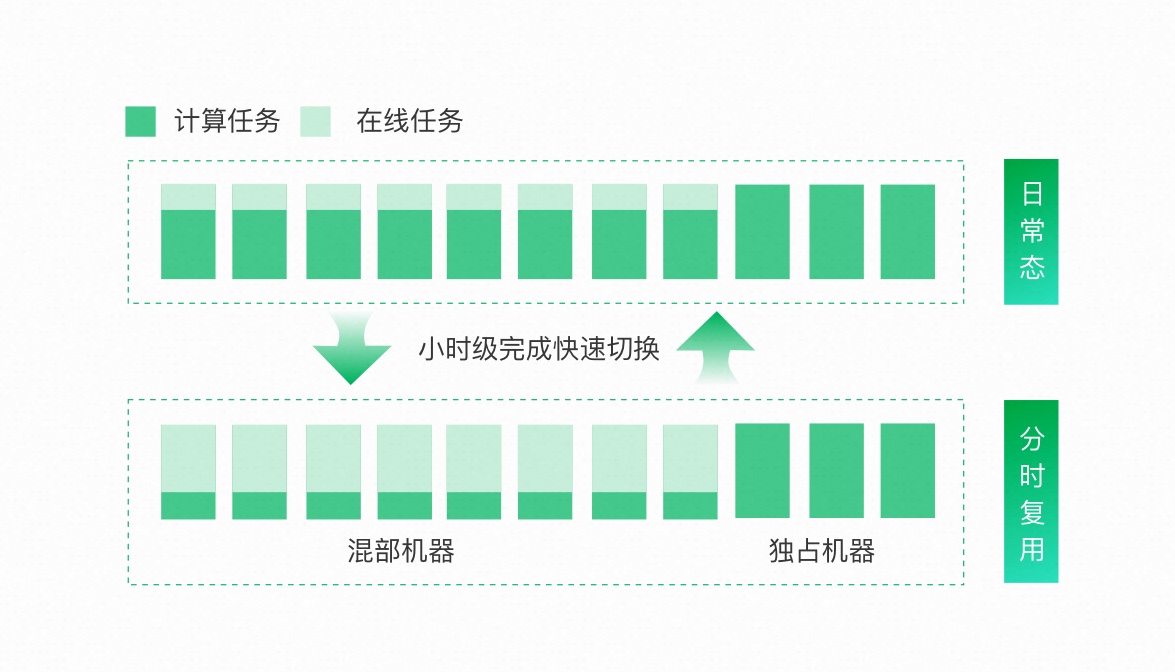 计算任务
在线任务
日常态
小时级完成快速切换
分时复用
混部机器
独占机器